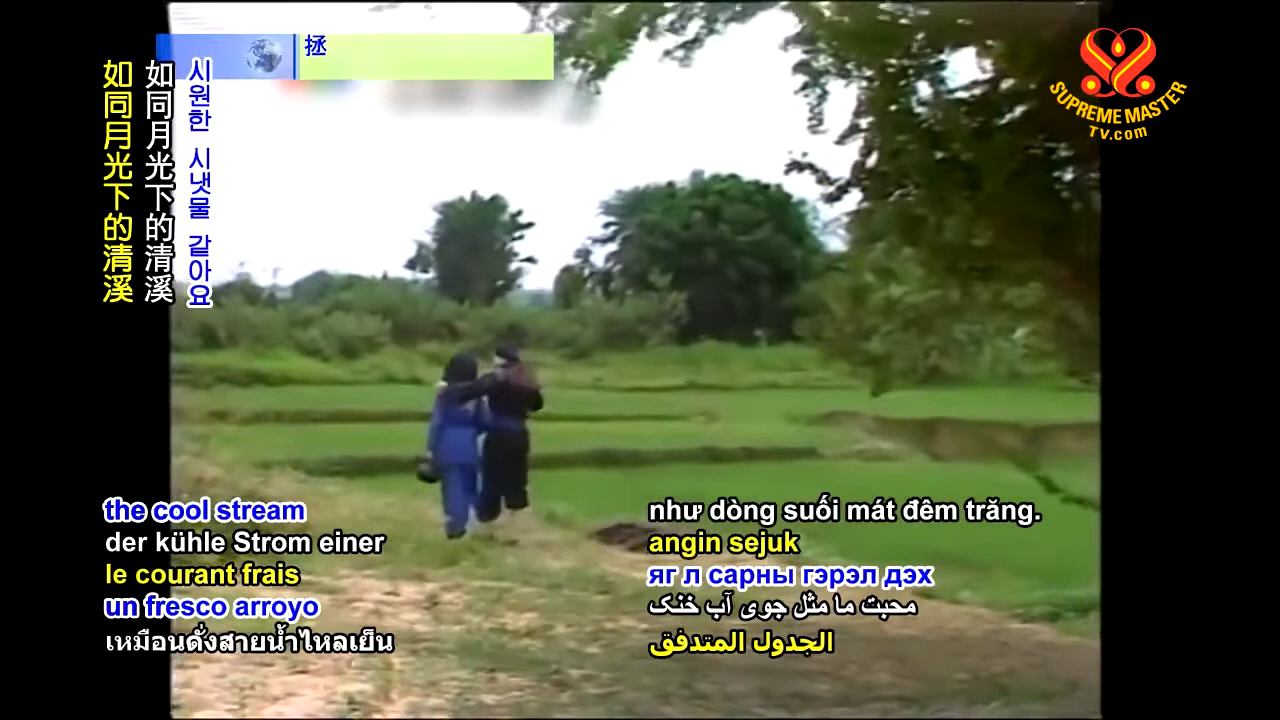 拯
시원한 시냇물 같아요
如同月光下的清溪
如同月光下的清溪
SUPREME MASTER
TV.com
the cool stream
der kühle Strom einer
le courant frais
un fresco arroyo
เหมือนดั่งสายน้ำไหลเย็น
như dòng suối mát đêm trăng.
angin sejuk
яг л сарны гэрэл дэх
محبت ما مثل جوی آب خنک
الجدول المتدفق